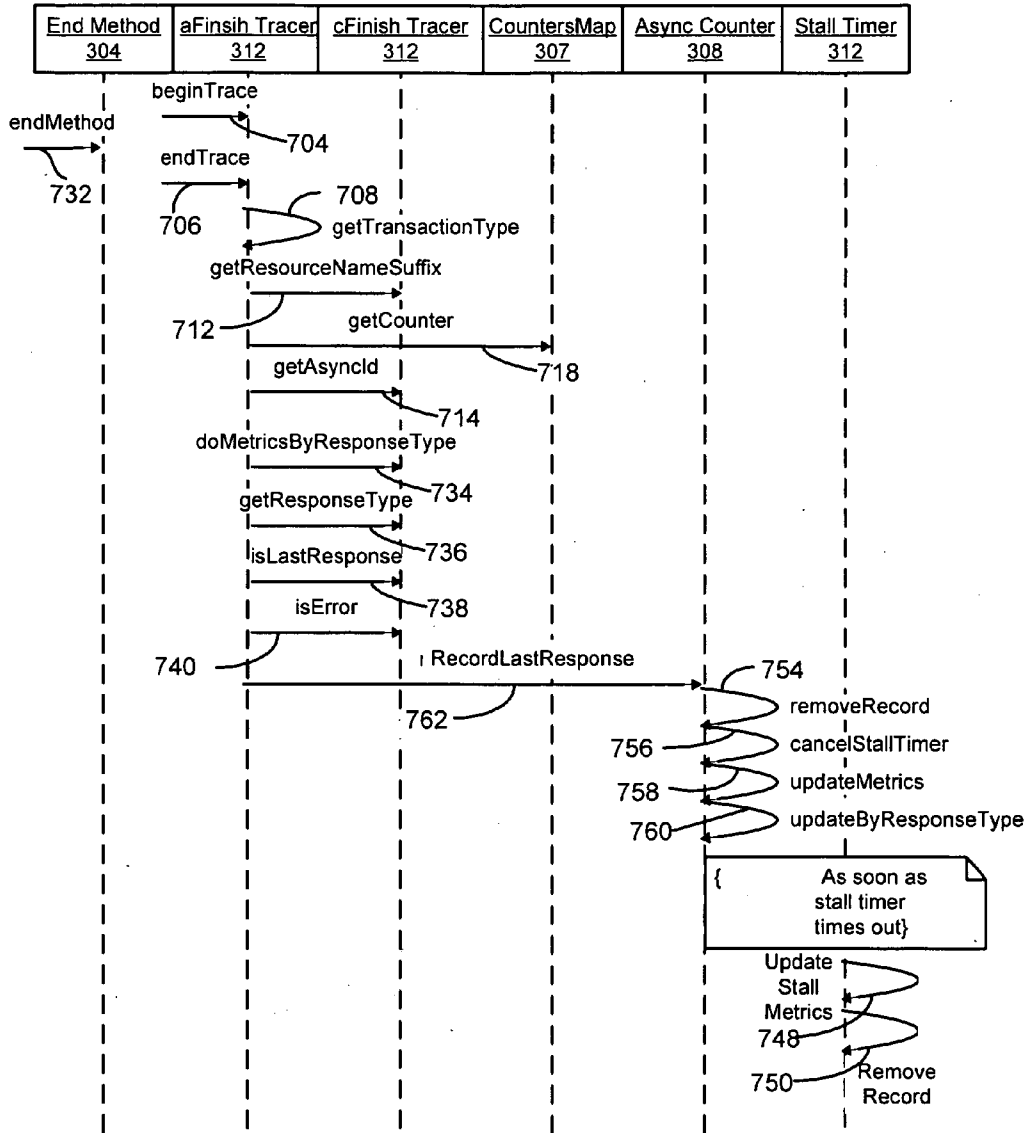 End Method aFinsih Tracer cFinish Tracer CountersMap Async Counter Stall Timer
304 312 312 307 308 312
beginTrace
704
endMethod
732
endTrace
706
708
getTransactionType
getResourceNameSuffix
712
getCounter
718
getAsyncId
714
doMetricsByResponseType
734
getResponseType
736
isLastResponse
738
isError
740
RecordLastResponse
762
754
removeRecord
756
cancelStallTimer
758
updateMetrics
760
updateByResponseType
{ As soon as
stall timer
times out}
Update
Stall
Metrics
748
750
Remove
Record